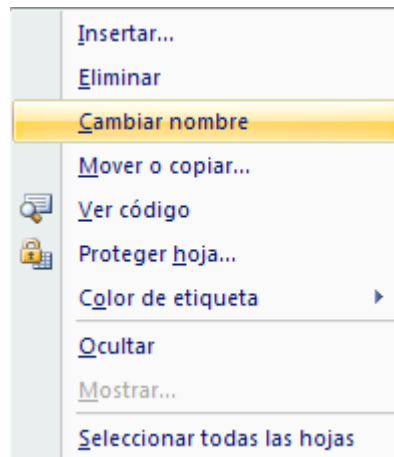 Insertar...
Eliminar
Cambiar nombre
Mover o copiar...
Ver código
Proteger hoja...
Color de etiqueta
Ocultar
Mostrar...
Seleccionar todas las hojas